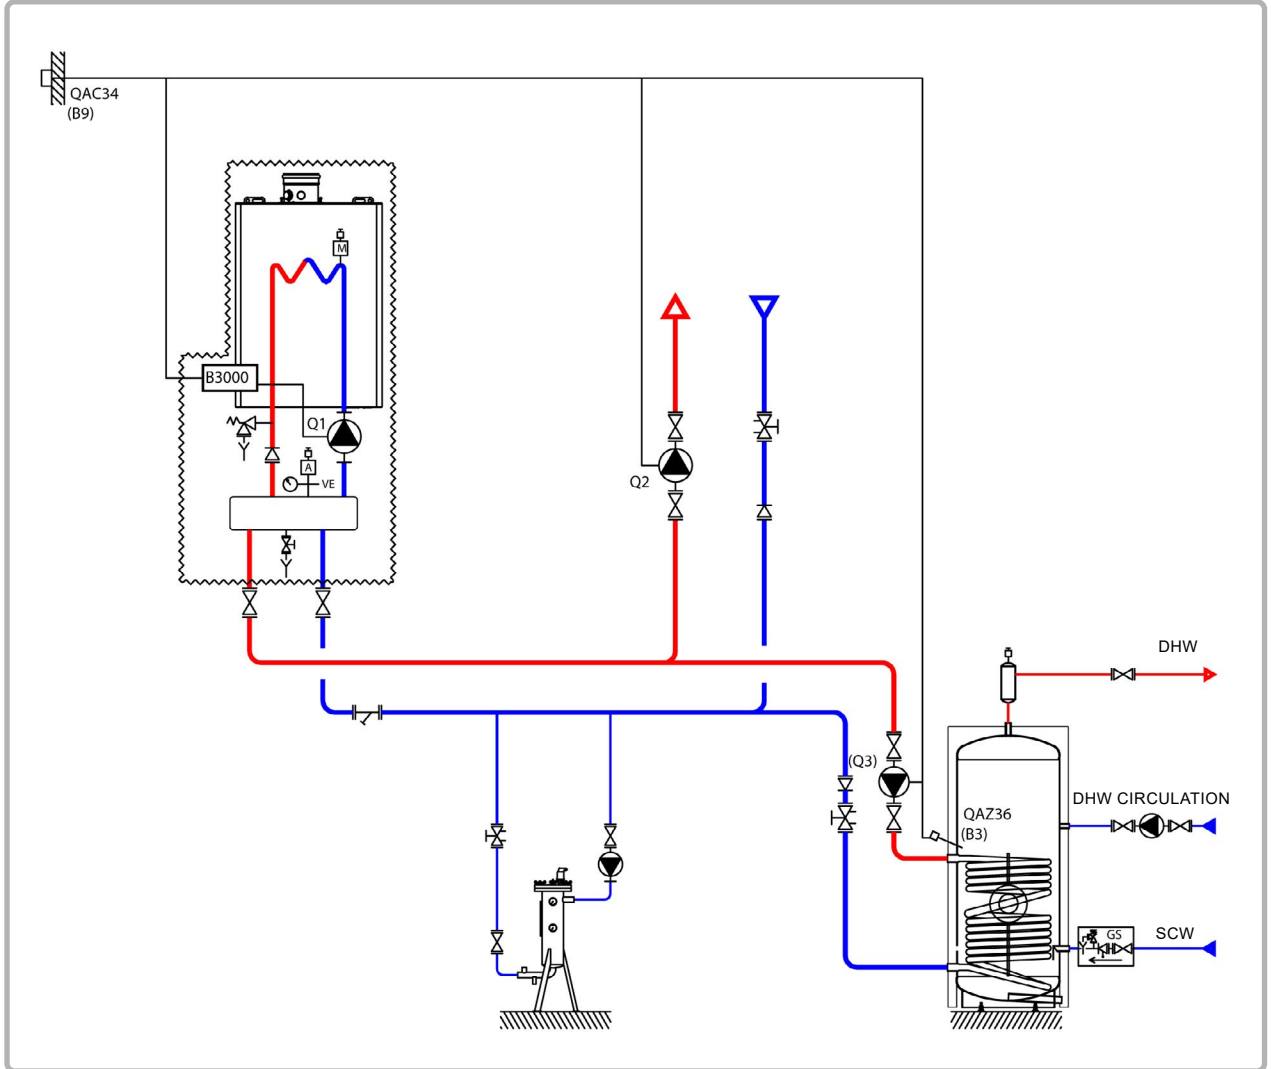 QAC34
(B9)
M
B3000
Q1
A
VE
Q2
DHW
(Q3)
DHW CIRCULATION
QAZ36
(B3)
SCW
GS